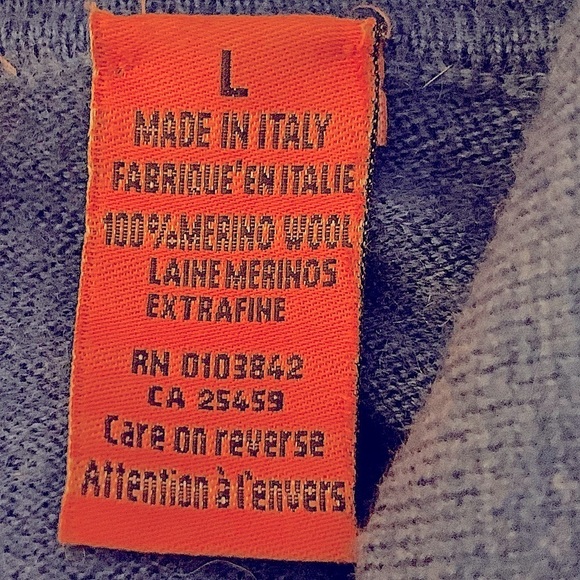 L
MADE IN ITALY
FABRIQUE'EN ITALIE
100% MERINO WOOL
LAINE MERINOS
EXTRAFINE
RN 0103842
CA 25459
Care on reverse
Attention à l'envers